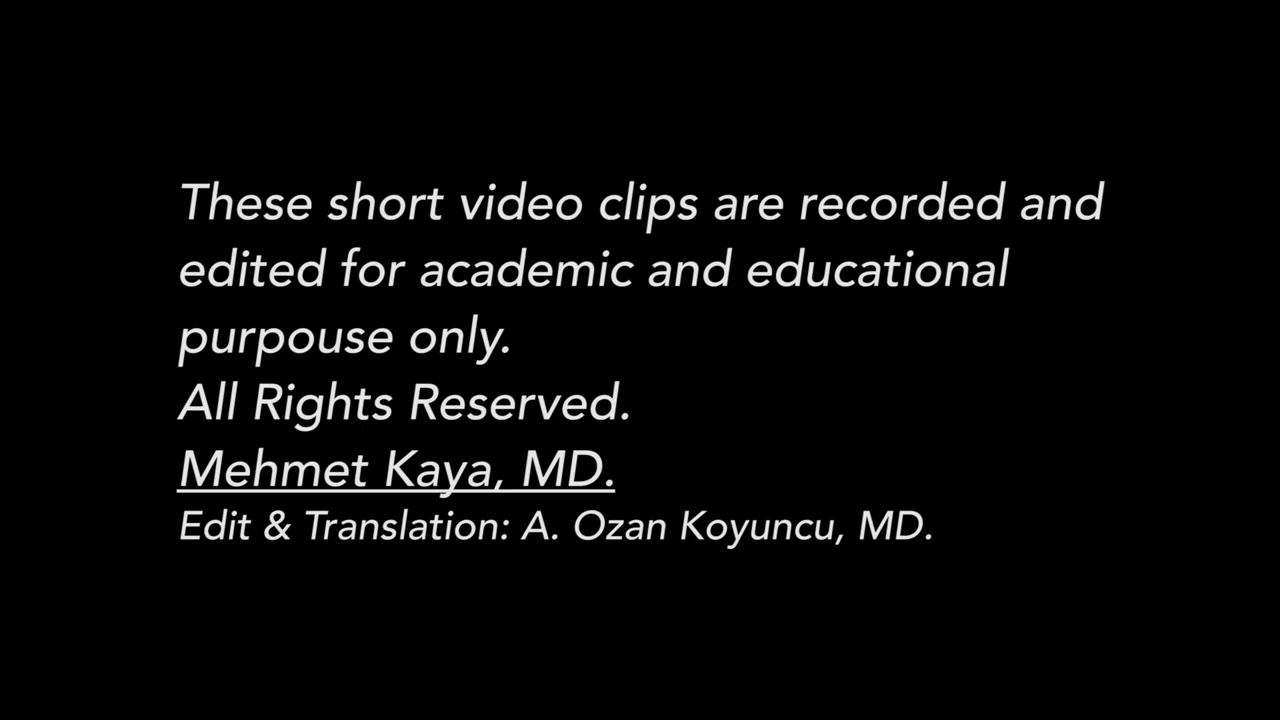 These short video clips are recorded and
edited for academic and educational
purpouse only.
All Rights Reserved.
Mehmet Kaya, MD.
Edit & Translation: A. Ozan Koyuncu, MD.